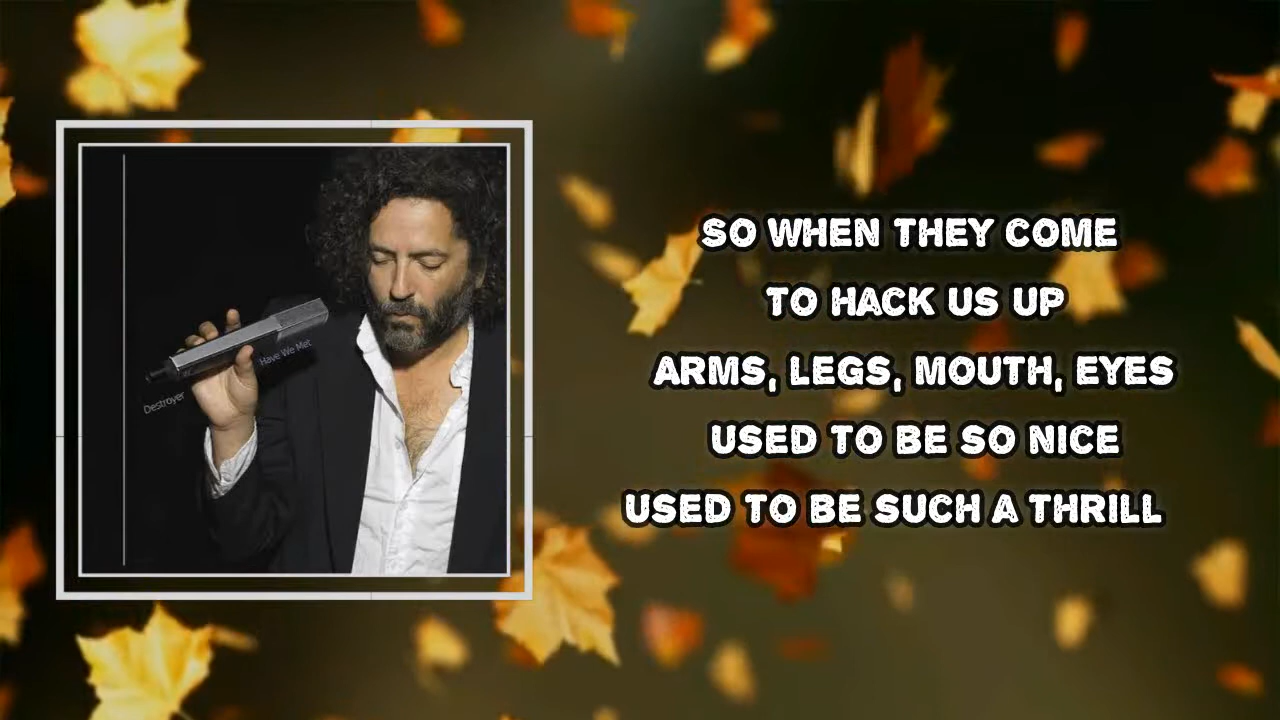 Have We Met
Destroyer
SO WHEN THEY COME
TO HACK US UP
ARMS, LEGS, MOUTH, EYES
USED TO BE SO NICE
USED TO BE SUCH A THRILL